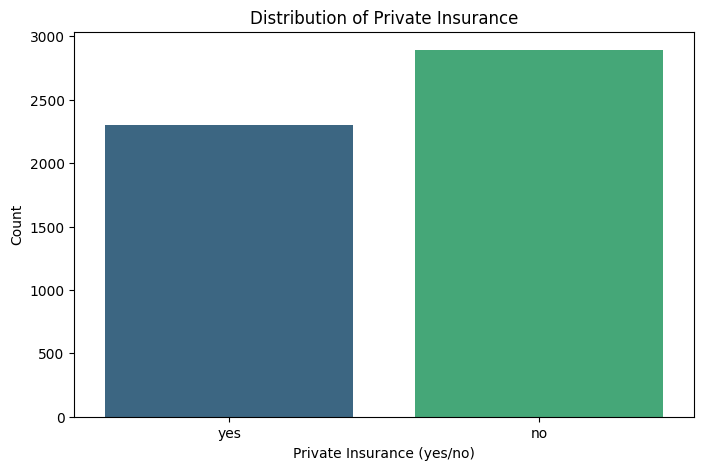 Distribution of Private Insurance
3000
2500
2000
1500
1000
500
0
Count
yes no
Private Insurance (yes/no)